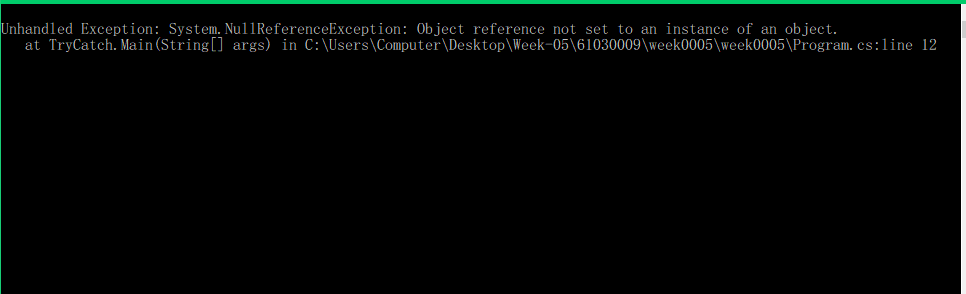 Unhandled Exception: System.NullReferenceException: Object reference not set to an instance of an object.
   at TryCatch.Main(String[] args) in C:\Users\Computer\Desktop\Week-05\61030009\week0005\week0005\Program.cs:line 12